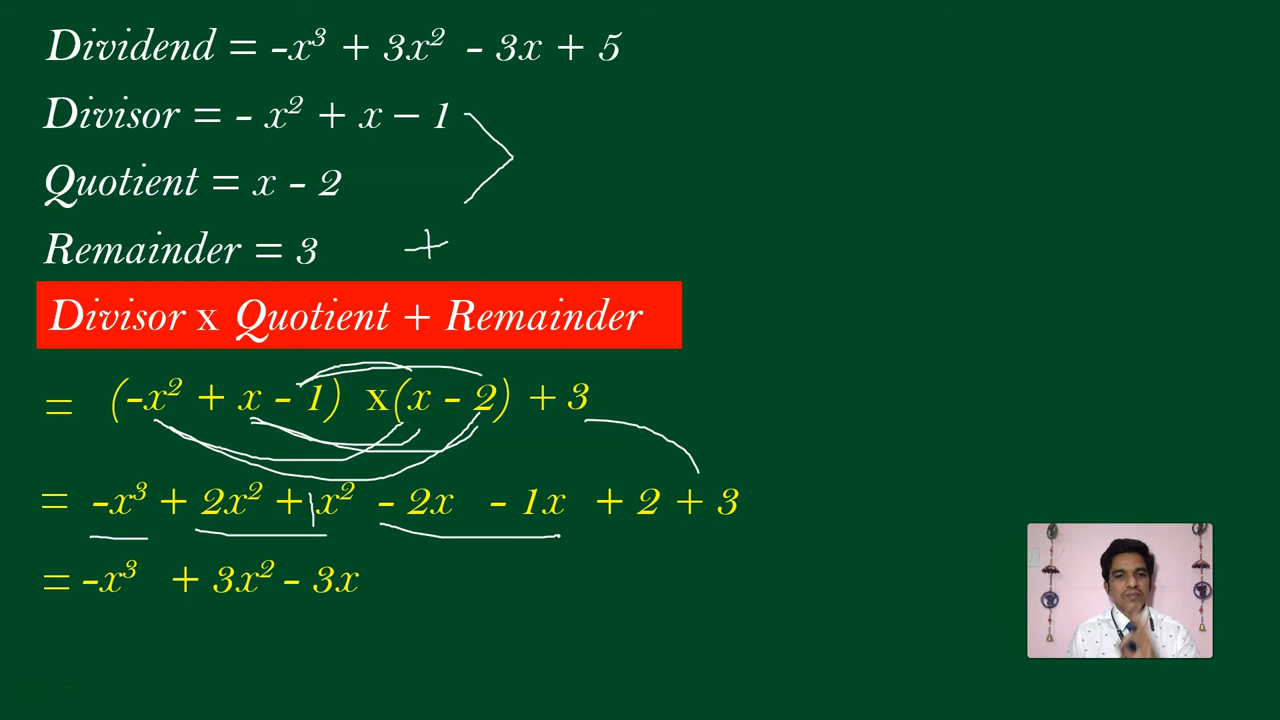 Dividend = -x³ + 3x² - 3x + 5
Divisor = - x² + x – 1
Quotient = x - 2
Remainder = 3 +
Divisor x Quotient + Remainder
= (-x² + x - 1) x(x - 2) + 3
= -x³ + 2x² + 1x² - 2x - 1x + 2 + 3
= -x³ + 3x² - 3x